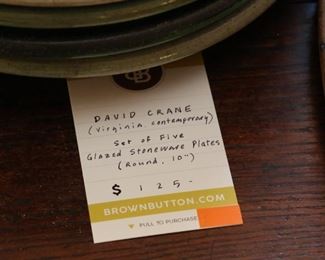 DAVID CRANE
(Virginia contemporary)
Set of Five
Glazed Stoneware Plates
(Round, 10")
$ 125-
BROWNBUTTON.COM
▼ PULL TO PURCHASE